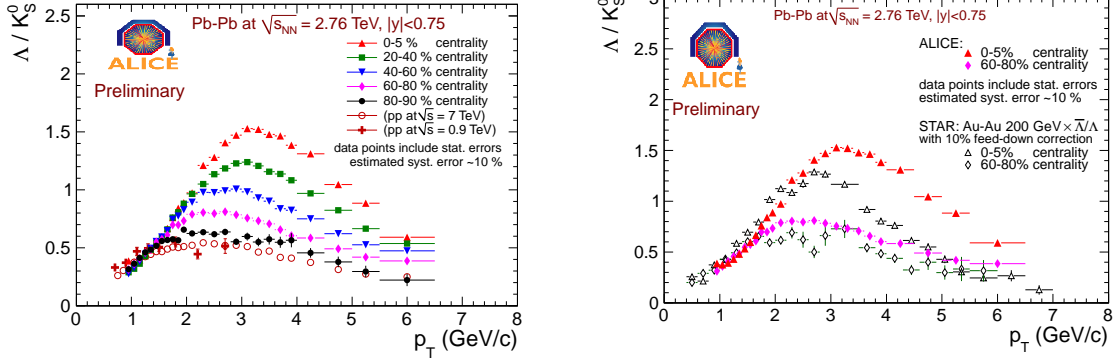 Λ / K⁰S
Pb-Pb at √sNN = 2.76 TeV, |y|<0.75
0-5 % centrality
20-40 % centrality
40-60 % centrality
60-80 % centrality
80-90 % centrality
(pp at √s = 7 TeV)
(pp at √s = 0.9 TeV)
data points include stat. errors
estimated syst. error ~10 %
ALICE
Preliminary
2.5
2
1.5
1
0.5
0
0 1 2 3 4 5 6 7 8
pT (GeV/c)
Λ / K⁰S
Pb-Pb at √sNN = 2.76 TeV, |y|<0.75
ALICE:
0-5% centrality
60-80% centrality
data points include stat. errors
estimated syst. error ~10 %
STAR: Au-Au 200 GeV × Λ̅/Λ
with 10% feed-down correction
0-5% centrality
60-80% centrality
ALICE
Preliminary
3
2.5
2
1.5
1
0.5
0
0 1 2 3 4 5 6 7 8
pT (GeV/c)